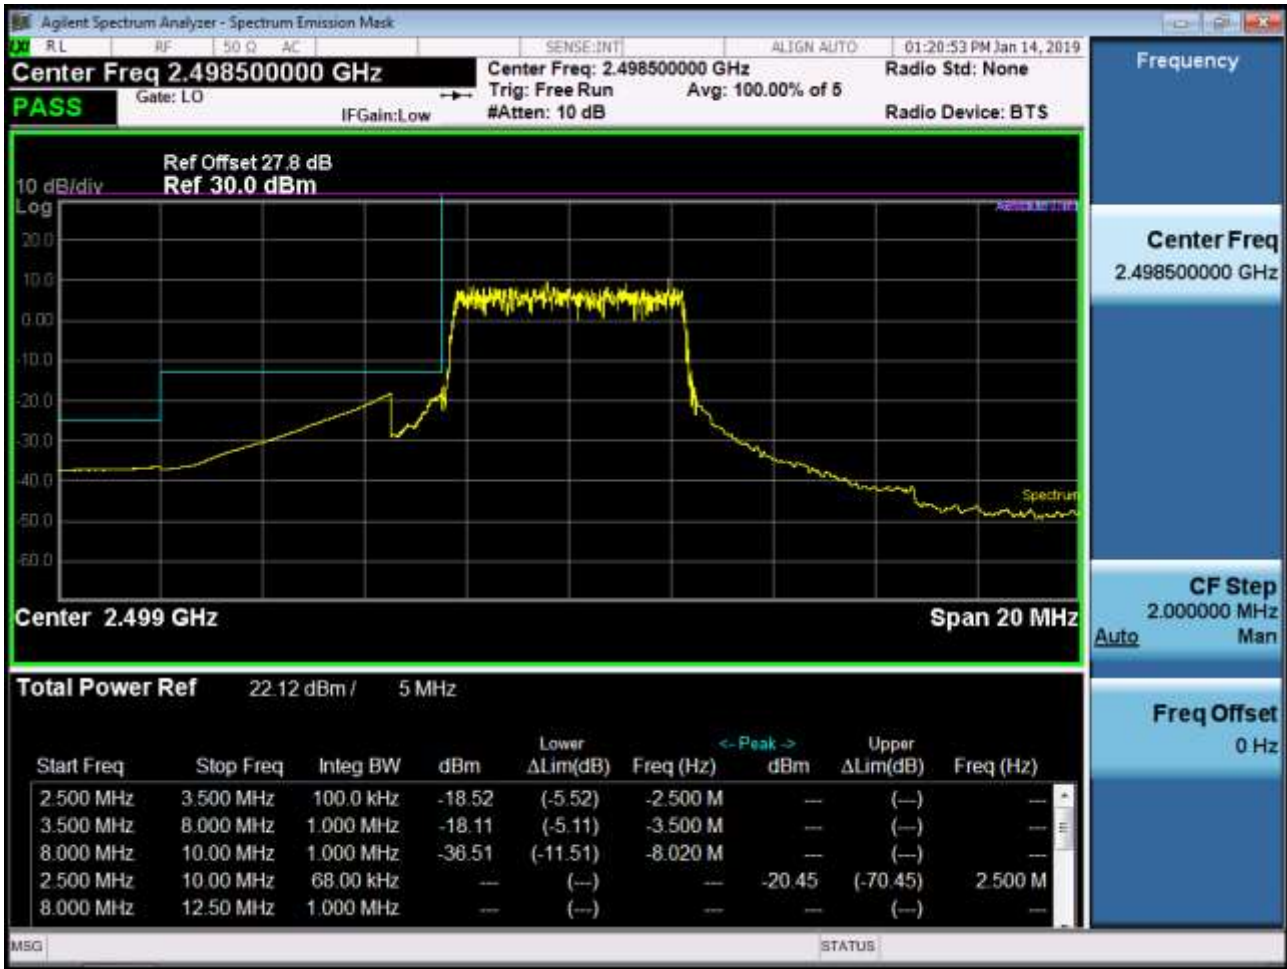 Agilent Spectrum Analyzer - Spectrum Emission Mask
LXI RL RF 50 Ω AC SENSE:INT ALIGN AUTO 01:20:53 PM Jan 14, 2019
Center Freq 2.498500000 GHz
Center Freq: 2.498500000 GHz Radio Std: None
PASS Gate: LO Trig: Free Run Avg: 100.00% of 5
IFGain:Low #Atten: 10 dB Radio Device: BTS
Ref Offset 27.8 dB
10 dB/div Ref 30.0 dBm
Log
Absolute Limit
20.0
10.0
0.00
-10.0
-20.0
-30.0
-40.0
Spectrum
-50.0
-60.0
Center 2.499 GHz Span 20 MHz
Total Power Ref 22.12 dBm / 5 MHz
Lower <- Peak -> Upper
Start Freq Stop Freq Integ BW dBm ΔLim(dB) Freq (Hz) dBm ΔLim(dB) Freq (Hz)
2.500 MHz 3.500 MHz 100.0 kHz -18.52 (-5.52) -2.500 M --- (---) ---
3.500 MHz 8.000 MHz 1.000 MHz -18.11 (-5.11) -3.500 M --- (---) ---
8.000 MHz 10.00 MHz 1.000 MHz -36.51 (-11.51) -8.020 M --- (---) ---
2.500 MHz 10.00 MHz 68.00 kHz --- (---) --- -20.45 (-70.45) 2.500 M
8.000 MHz 12.50 MHz 1.000 MHz --- (---) --- --- (---) ---
MSG STATUS
Frequency
Center Freq
2.498500000 GHz
CF Step
2.000000 MHz
Auto Man
Freq Offset
0 Hz